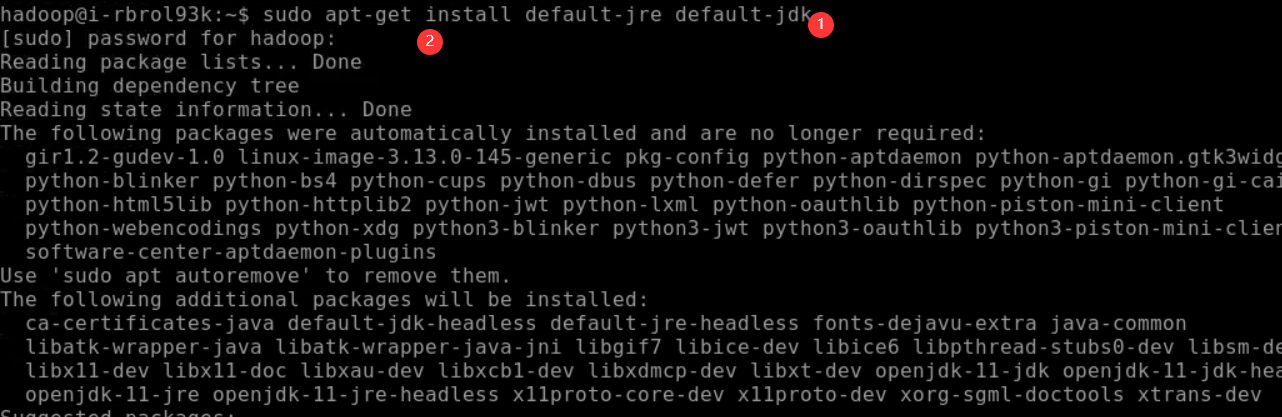 hadoop@i-rbrol93k:~$ sudo apt-get install default-jre default-jdk 1
[sudo] password for hadoop: 2
Reading package lists... Done
Building dependency tree
Reading state information... Done
The following packages were automatically installed and are no longer required:
gir1.2-gudev-1.0 linux-image-3.13.0-145-generic pkg-config python-aptdaemon python-aptdaemon.gtk3widg
python-blinker python-bs4 python-cups python-dbus python-defer python-dirspec python-gi python-gi-cai
python-html5lib python-httplib2 python-jwt python-lxml python-oauthlib python-piston-mini-client
python-webencodings python-xdg python3-blinker python3-jwt python3-oauthlib python3-piston-mini-clien
software-center-aptdaemon-plugins
Use 'sudo apt autoremove' to remove them.
The following additional packages will be installed:
ca-certificates-java default-jdk-headless default-jre-headless fonts-dejavu-extra java-common
libatk-wrapper-java libatk-wrapper-java-jni libgif7 libice-dev libice6 libpthread-stubs0-dev libsm-de
libx11-dev libx11-doc libxau-dev libxcb1-dev libxdmcp-dev libxt-dev openjdk-11-jdk openjdk-11-jdk-hea
openjdk-11-jre openjdk-11-jre-headless x11proto-core-dev x11proto-dev xorg-sgml-doctools xtrans-dev
Suggested packages: